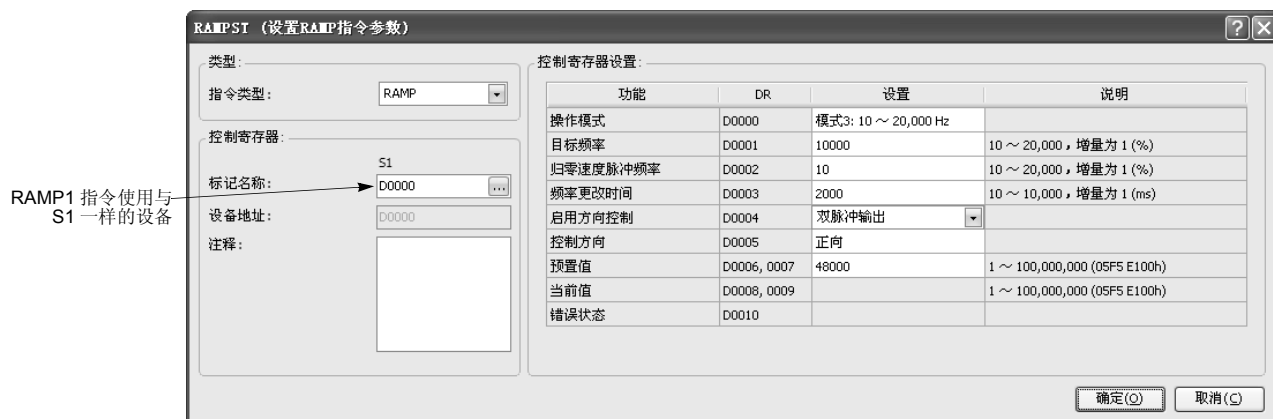 RAMPST (设置RAMP指令参数)
类型:
指令类型: RAMP
控制寄存器:
S1
标记名称: D0000 ...
设备地址: D0000
注释:
RAMP1 指令使用与
S1 一样的设备
控制寄存器设置:
功能 DR 设置 说明
操作模式 D0000 模式3: 10 ～ 20,000 Hz
目标频率 D0001 10000 10 ～ 20,000，增量为 1 (%)
归零速度脉冲频率 D0002 10 10 ～ 20,000，增量为 1 (%)
频率更改时间 D0003 2000 10 ～ 10,000，增量为 1 (ms)
启用方向控制 D0004 双脉冲输出
控制方向 D0005 正向
预置值 D0006, 0007 48000 1 ～ 100,000,000 (05F5 E100h)
当前值 D0008, 0009 1 ～ 100,000,000 (05F5 E100h)
错误状态 D0010
确定(O) 取消(C)